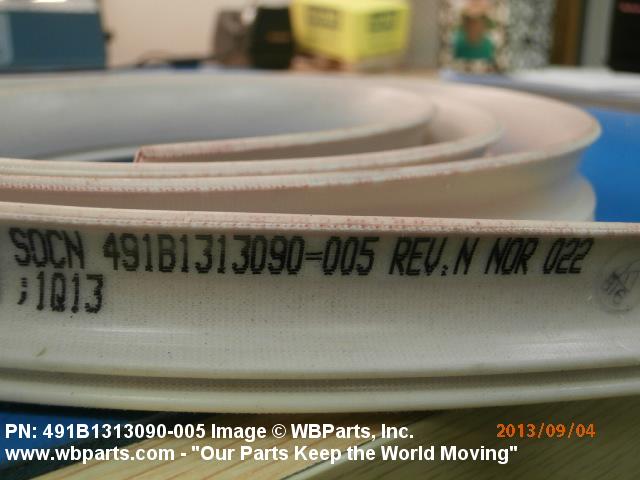 SOCN 491B1313090-005 REV:N NOR 022
;1Q13
PN: 491B1313090-005 Image © WBParts, Inc.
2013/09/04
www.wbparts.com - "Our Parts Keep the World Moving"